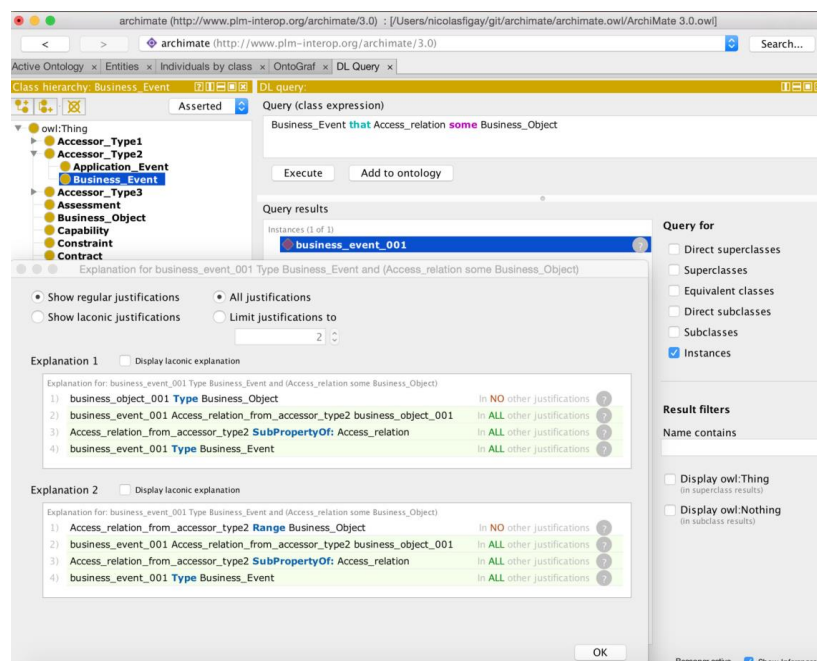 archimate (http://www.plm-interop.org/archimate/3.0) : [/Users/nicolasfigay/git/archimate/archimate.owl/ArchiMate 3.0.owl]
< > archimate (http://www.plm-interop.org/archimate/3.0) Search...
Active Ontology × Entities × Individuals by class × OntoGraf × DL Query ×
Class hierarchy: Business_Event
DL query:
Asserted
owl:Thing
Accessor_Type1
Accessor_Type2
Application_Event
Business_Event
Accessor_Type3
Assessment
Business_Object
Capability
Constraint
Contract
Query (class expression)
Business_Event that Access_relation some Business_Object
Execute Add to ontology
Query results
Instances (1 of 1)
business_event_001 ?
Query for
Direct superclasses
Superclasses
Equivalent classes
Direct subclasses
Subclasses
Instances
Result filters
Name contains
Display owl:Thing
(in superclass results)
Display owl:Nothing
(in subclass results)
Explanation for business_event_001 Type Business_Event and (Access_relation some Business_Object)
Show regular justifications All justifications
Show laconic justifications Limit justifications to
2
Explanation 1 Display laconic explanation
Explanation for: business_event_001 Type Business_Event and (Access_relation some Business_Object)
1) business_object_001 Type Business_Object In NO other justifications ?
2) business_event_001 Access_relation_from_accessor_type2 business_object_001 In ALL other justifications ?
3) Access_relation_from_accessor_type2 SubPropertyOf: Access_relation In ALL other justifications ?
4) business_event_001 Type Business_Event In ALL other justifications ?
Explanation 2 Display laconic explanation
Explanation for: business_event_001 Type Business_Event and (Access_relation some Business_Object)
1) Access_relation_from_accessor_type2 Range Business_Object In NO other justifications ?
2) business_event_001 Access_relation_from_accessor_type2 business_object_001 In ALL other justifications ?
3) Access_relation_from_accessor_type2 SubPropertyOf: Access_relation In ALL other justifications ?
4) business_event_001 Type Business_Event In ALL other justifications ?
OK